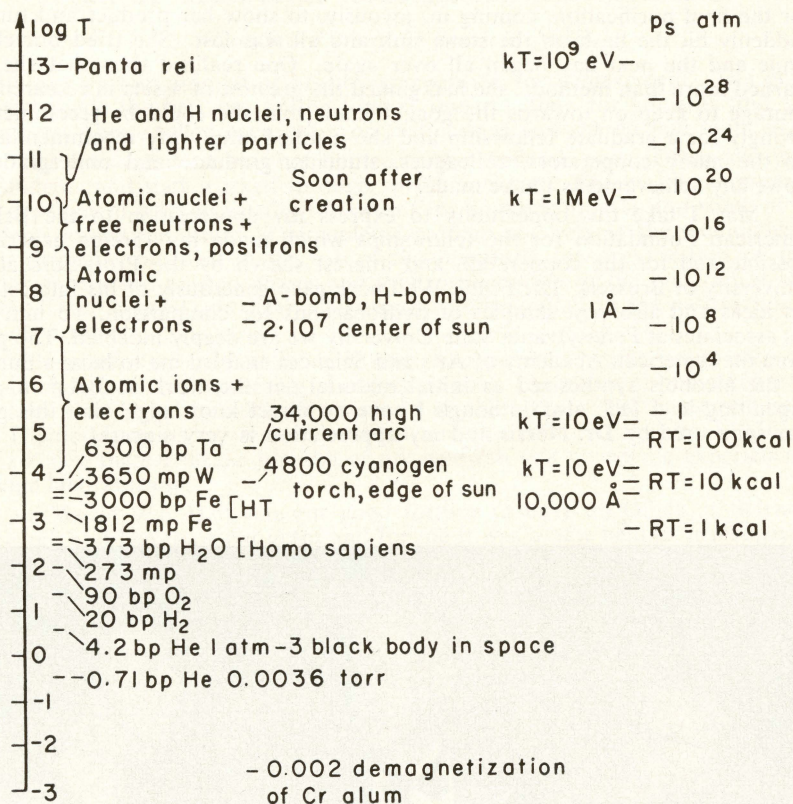 log T
ps atm
13 – Panta rei
kT=10⁹ eV –
– 10²⁸
12
He and H nuclei, neutrons
and lighter particles
– 10²⁴
11
10
Atomic nuclei +
free neutrons +
electrons, positrons
Soon after
creation
kT=1MeV –
– 10²⁰
– 10¹⁶
9
8
Atomic
nuclei +
electrons
– A-bomb, H-bomb
– 2·10⁷ center of sun
– 10¹²
1 Å –
– 10⁸
7
– 10⁴
6
Atomic ions +
electrons
5
34,000 high
current arc
kT=10eV –
– 1
– RT=100 kcal
4
6300 bp Ta
3650 mp W
3000 bp Fe [HT
4800 cyanogen
torch, edge of sun
kT=10eV –
10,000 Å
RT=10 kcal
3
1812 mp Fe
– RT=1 kcal
373 bp H₂O [Homo sapiens
273 mp
2
90 bp O₂
20 bp H₂
1
4.2 bp He 1 atm – 3 black body in space
0
0.71 bp He 0.0036 torr
–1
–2
– 0.002 demagnetization
of Cr alum
–3